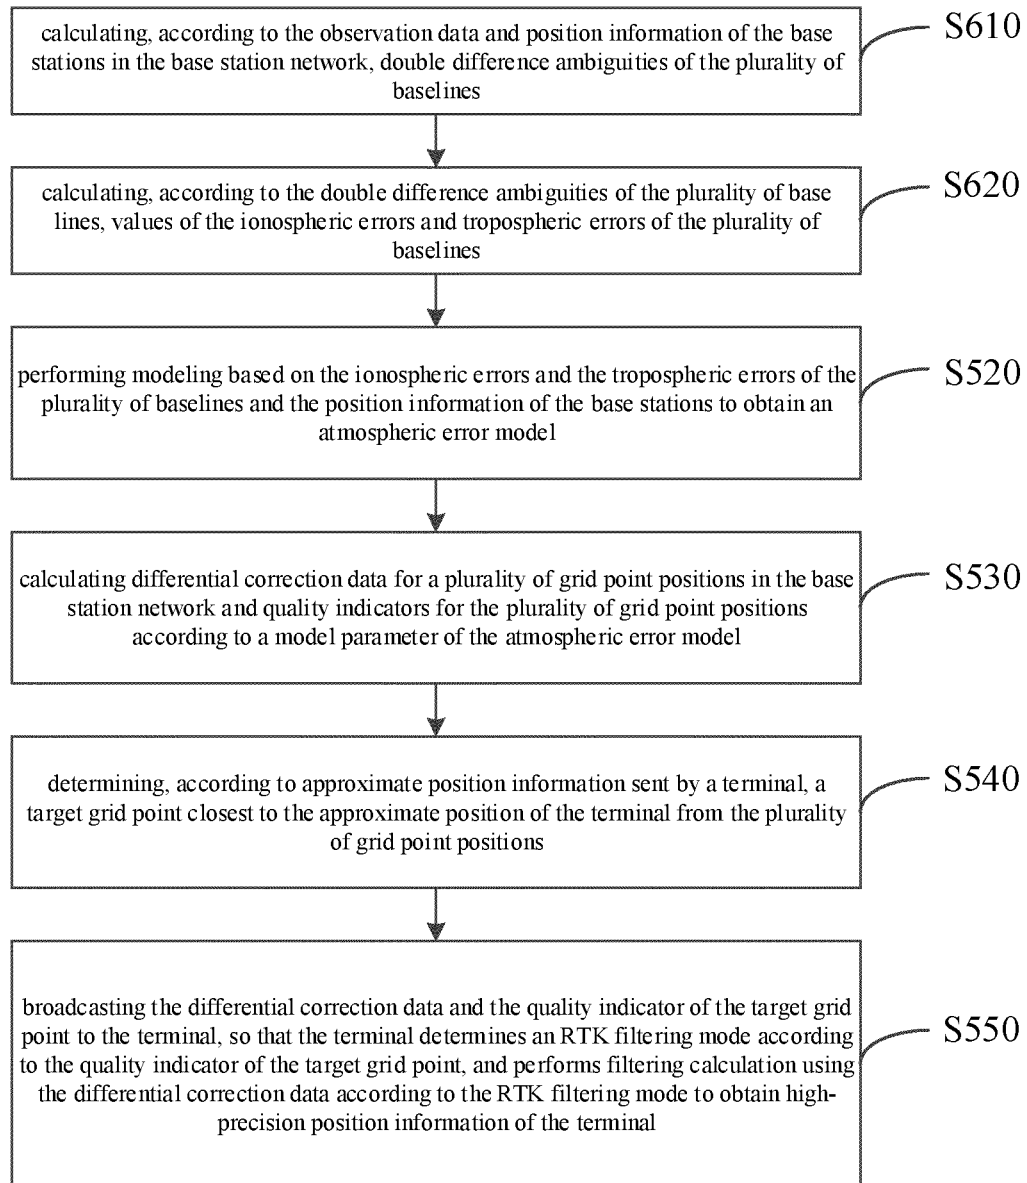 calculating, according to the observation data and position information of the base
stations in the base station network, double difference ambiguities of the plurality of
baselines
S610
calculating, according to the double difference ambiguities of the plurality of base
lines, values of the ionospheric errors and tropospheric errors of the plurality of
baselines
S620
performing modeling based on the ionospheric errors and the tropospheric errors of the
plurality of baselines and the position information of the base stations to obtain an
atmospheric error model
S520
calculating differential correction data for a plurality of grid point positions in the base
station network and quality indicators for the plurality of grid point positions
according to a model parameter of the atmospheric error model
S530
determining, according to approximate position information sent by a terminal, a
target grid point closest to the approximate position of the terminal from the plurality
of grid point positions
S540
broadcasting the differential correction data and the quality indicator of the target grid
point to the terminal, so that the terminal determines an RTK filtering mode according
to the quality indicator of the target grid point, and performs filtering calculation using
the differential correction data according to the RTK filtering mode to obtain high-
precision position information of the terminal
S550